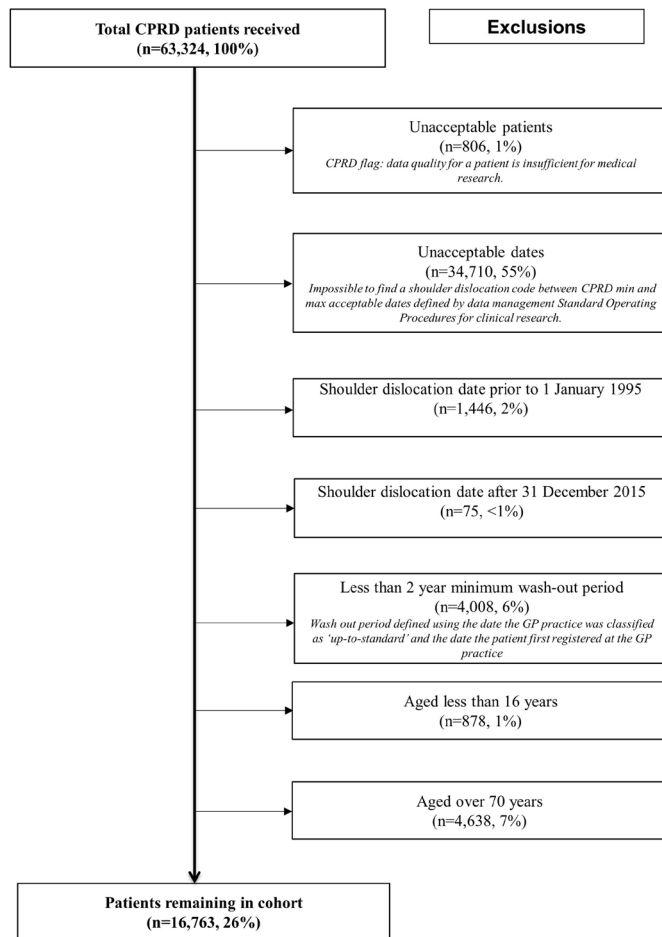 Total CPRD patients received
(n=63,324, 100%)
Exclusions
Unacceptable patients
(n=806, 1%)
CPRD flag: data quality for a patient is insufficient for medical
research.
Unacceptable dates
(n=34,710, 55%)
Impossible to find a shoulder dislocation code between CPRD min and
max acceptable dates defined by data management Standard Operating
Procedures for clinical research.
Shoulder dislocation date prior to 1 January 1995
(n=1,446, 2%)
Shoulder dislocation date after 31 December 2015
(n=75, <1%)
Less than 2 year minimum wash-out period
(n=4,008, 6%)
Wash out period defined using the date the GP practice was classified
as ‘up-to-standard’ and the date the patient first registered at the GP
practice
Aged less than 16 years
(n=878, 1%)
Aged over 70 years
(n=4,638, 7%)
Patients remaining in cohort
(n=16,763, 26%)